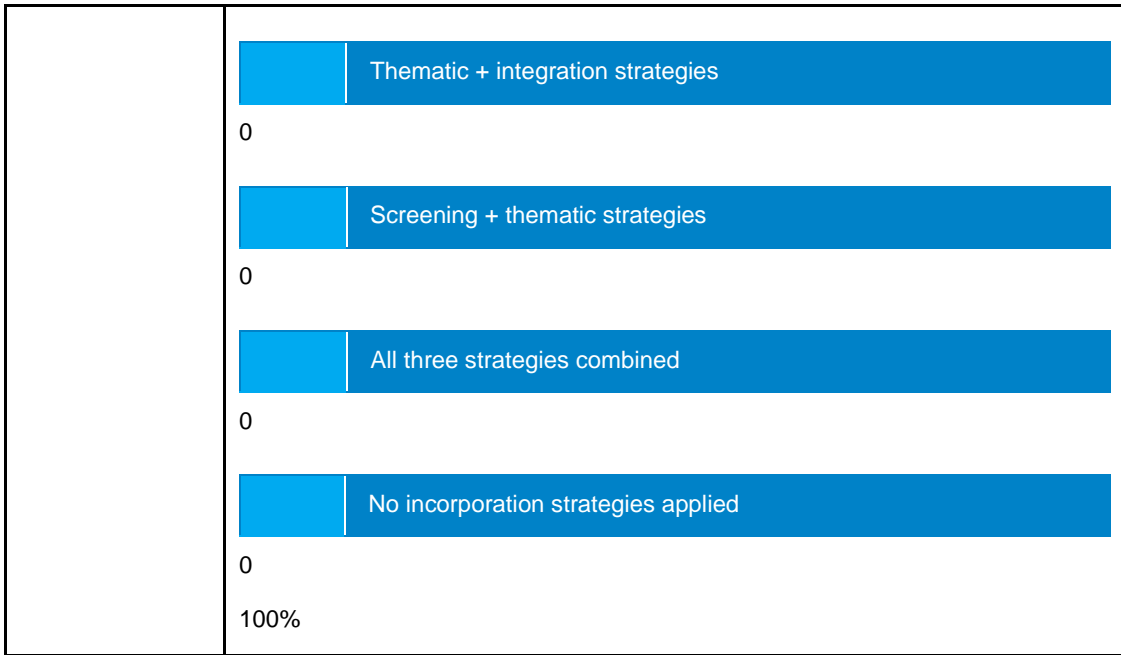 Thematic + integration strategies
0
Screening + thematic strategies
0
All three strategies combined
0
No incorporation strategies applied
0
100%